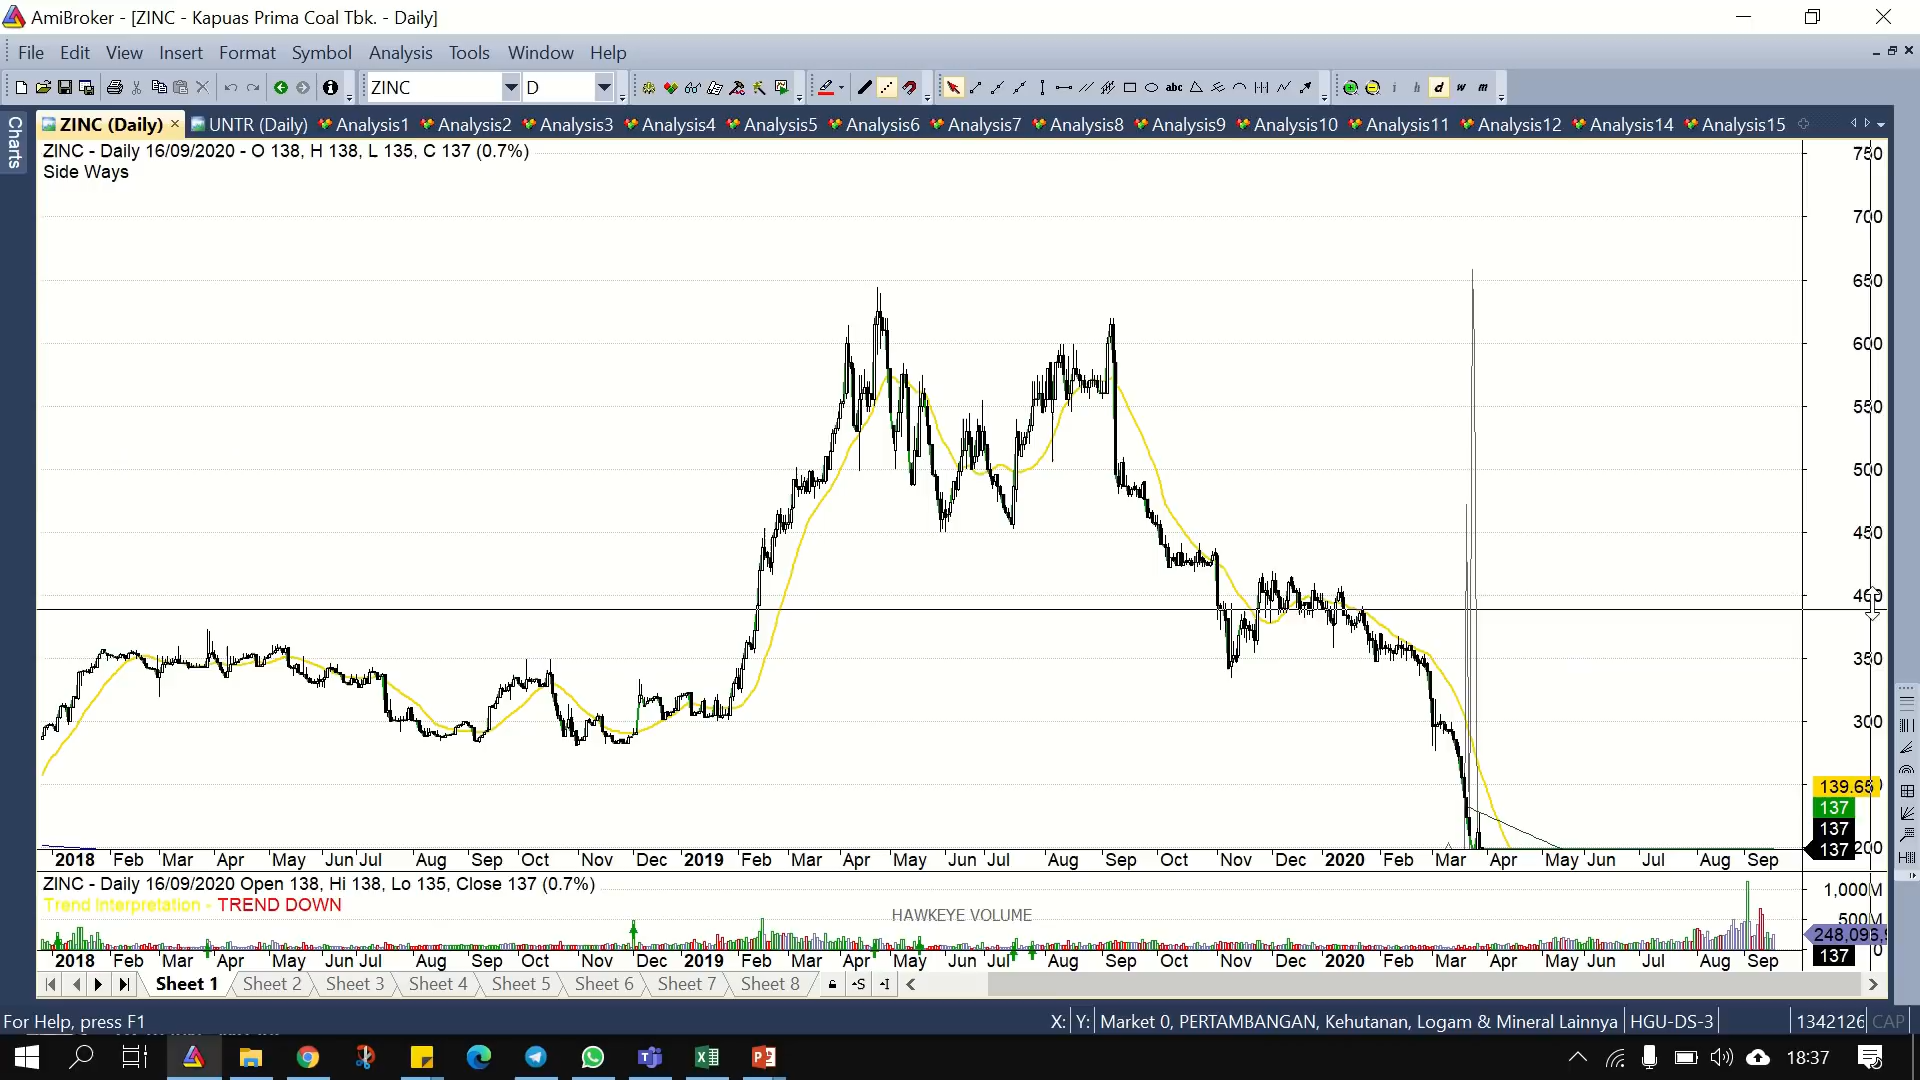 AmiBroker - [ZINC - Kapuas Prima Coal Tbk. - Daily]
File Edit View Insert Format Symbol Analysis Tools Window Help
ZINC D abc i h d w m
Charts
ZINC (Daily) UNTR (Daily) Analysis1 Analysis2 Analysis3 Analysis4 Analysis5 Analysis6 Analysis7 Analysis8 Analysis9 Analysis10 Analysis11 Analysis12 Analysis14 Analysis15
ZINC - Daily 16/09/2020 - O 138, H 138, L 135, C 137 (0.7%)
Side Ways
750
700
650
600
550
500
450
400
350
300
139.65
137
137
137 200
2018 Feb Mar Apr May Jun Jul Aug Sep Oct Nov Dec 2019 Feb Mar Apr May Jun Jul Aug Sep Oct Nov Dec 2020 Feb Mar Apr May Jun Jul Aug Sep
ZINC - Daily 16/09/2020 Open 138, Hi 138, Lo 135, Close 137 (0.7%)
Trend Interpretation - TREND DOWN
HAWKEYE VOLUME
1,000M
500M
248,096,9
0
137
2018 Feb Mar Apr May Jun Jul Aug Sep Oct Nov Dec 2019 Feb Mar Apr May Jun Jul Aug Sep Oct Nov Dec 2020 Feb Mar Apr May Jun Jul Aug Sep
Sheet 1 Sheet 2 Sheet 3 Sheet 4 Sheet 5 Sheet 6 Sheet 7 Sheet 8
For Help, press F1 X: Y: Market 0, PERTAMBANGAN, Kehutanan, Logam & Mineral Lainnya HGU-DS-3 1342126 CAP
18:37